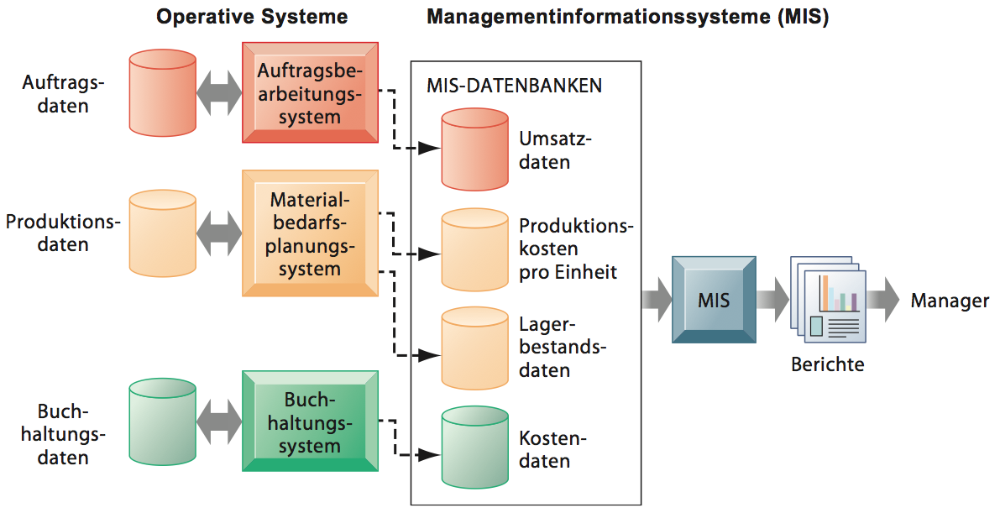 Operative Systeme
Managementinformationssysteme (MIS)
Auftrags-
daten
Auftragsbe-
arbeitungs-
system
MIS-DATENBANKEN
Umsatz-
daten
Produktions-
daten
Material-
bedarfs-
planungs-
system
Produktions-
kosten
pro Einheit
Lager-
bestands-
daten
Buch-
haltungs-
daten
Buch-
haltungs-
system
Kosten-
daten
MIS
Berichte
Manager